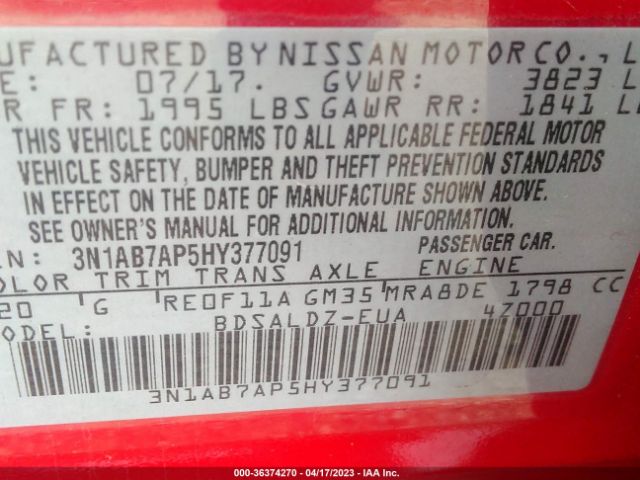 UFACTURED BY NISSAN MOTOR CO., L
E: 07/17. GVWR: 3823 L
R FR: 1995 LBS GAWR RR: 1841 L
THIS VEHICLE CONFORMS TO ALL APPLICABLE FEDERAL MOTOR
VEHICLE SAFETY, BUMPER AND THEFT PREVENTION STANDARDS
IN EFFECT ON THE DATE OF MANUFACTURE SHOWN ABOVE.
SEE OWNER'S MANUAL FOR ADDITIONAL INFORMATION.
N: 3N1AB7AP5HY377091 PASSENGER CAR.
OLOR TRIM TRANS AXLE ENGINE
20 G RE0F11A GM35 MRA8DE 1798 CC
ODEL: BDSALDZ-EUA 47000
3N1AB7AP5HY377091
000-36374270 - 04/17/2023 - IAA Inc.